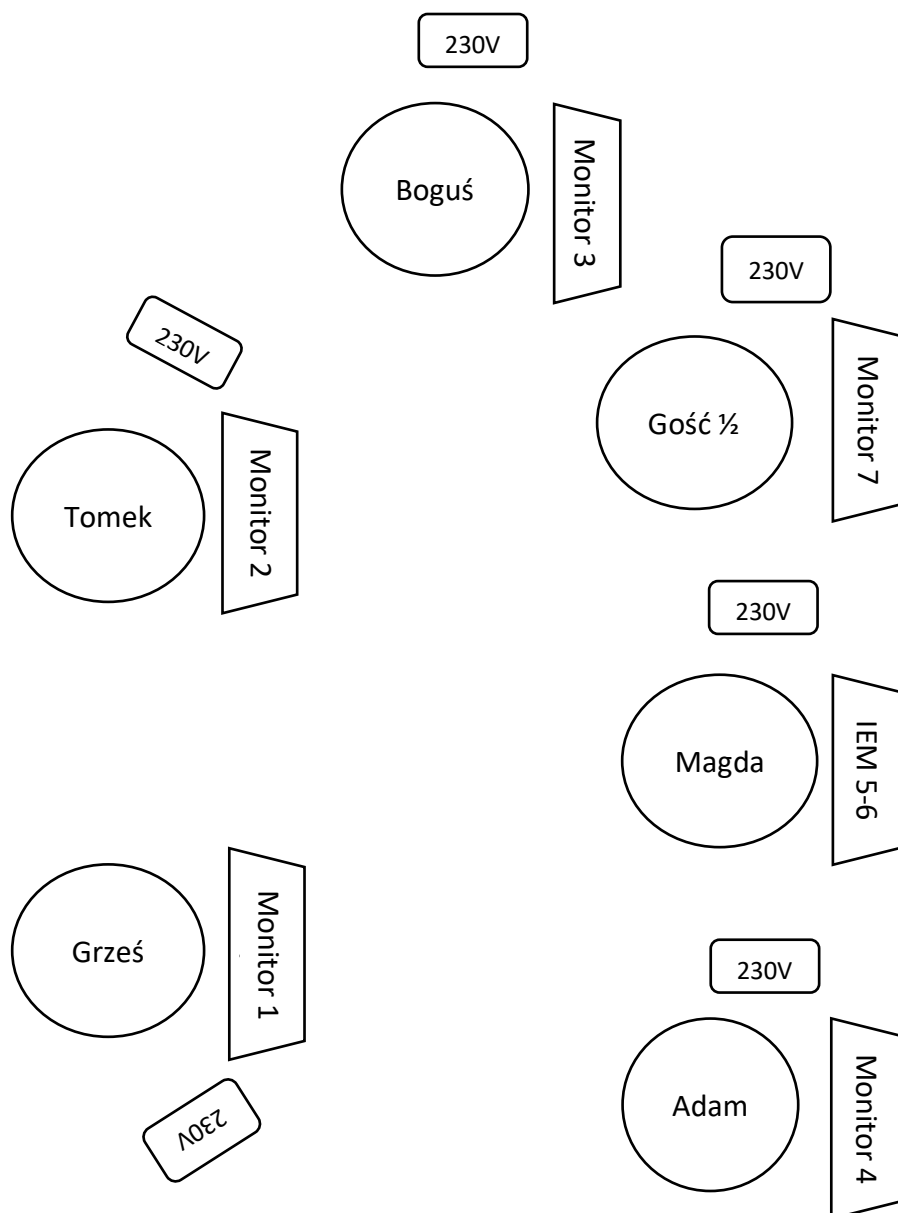 230V
Boguś
Monitor 3
230V
230V
Gość ½
Monitor 7
Tomek
Monitor 2
230V
Magda
IEM 5-6
Grześ
Monitor 1
230V
Adam
Monitor 4
230V